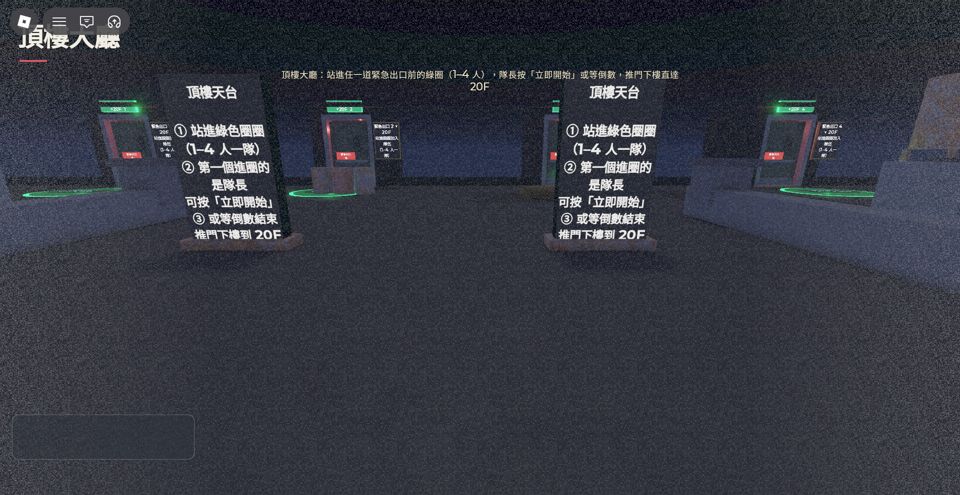 頂樓大廳
頂樓大廳：站進任一道緊急出口前的綠圈（1–4 人），隊長按「立即開始」或等倒數，推門下樓直達
20F
頂樓天台
① 站進綠色圈圈
（1–4 人一隊）
② 第一個進圈的
是隊長
可按「立即開始」
③ 或等倒數結束
推門下樓到 20F
頂樓天台
① 站進綠色圈圈
（1–4 人一隊）
② 第一個進圈的
是隊長
可按「立即開始」
③ 或等倒數結束
推門下樓到 20F